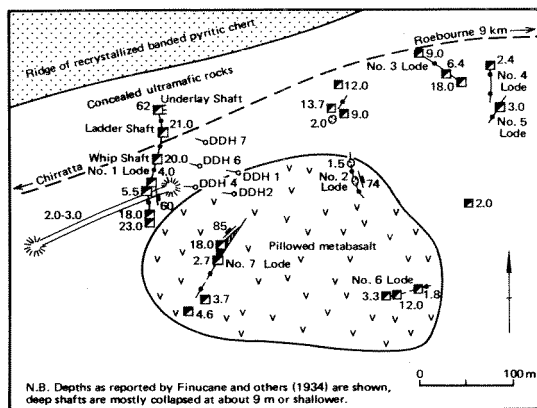 Ridge of recrystallized banded pyritic chert
Roebourne 9 km
9.0
No. 3 Lode
6.4
18.0
2.4
No. 4
Lode
3.0
No. 5
Lode
Concealed ultramafic rocks
62
Underlay Shaft
Ladder Shaft
21.0
12.0
13.7
2.0
9.0
DDH 7
Whip Shaft
20.0
DDH 6
No. 1 Lode
4.0
DDH 1
Chirratta
5.5
DDH 4
DDH2
60
1.5
No. 2
Lode
74
2.0-3.0
18.0
23.0
2.0
85
18.0
Pillowed metabasalt
2.7
No. 7 Lode
No. 6 Lode
3.7
4.6
3.3
12.0
1.8
0
100 m
N.B. Depths as reported by Finucane and others (1934) are shown,
deep shafts are mostly collapsed at about 9 m or shallower.